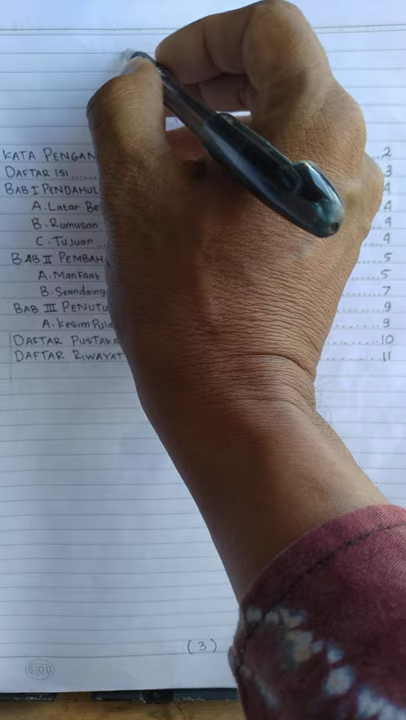 KATA PENGAN ...2
DAFTAR ISI ........3
BAB I PENDAHUL 4
A. Latar Be ....4
B. Rumusan .....4
C. Tujuan .......4
BAB II PEMBAH .....5
A. Manfaat .......5
B. Seandainy .......7
BAB III PENUTU .......9
A. Kesimpula .......9
DAFTAR PUSTAKA .......10
DAFTAR RIWAYAT .......11
(3)
SIDU